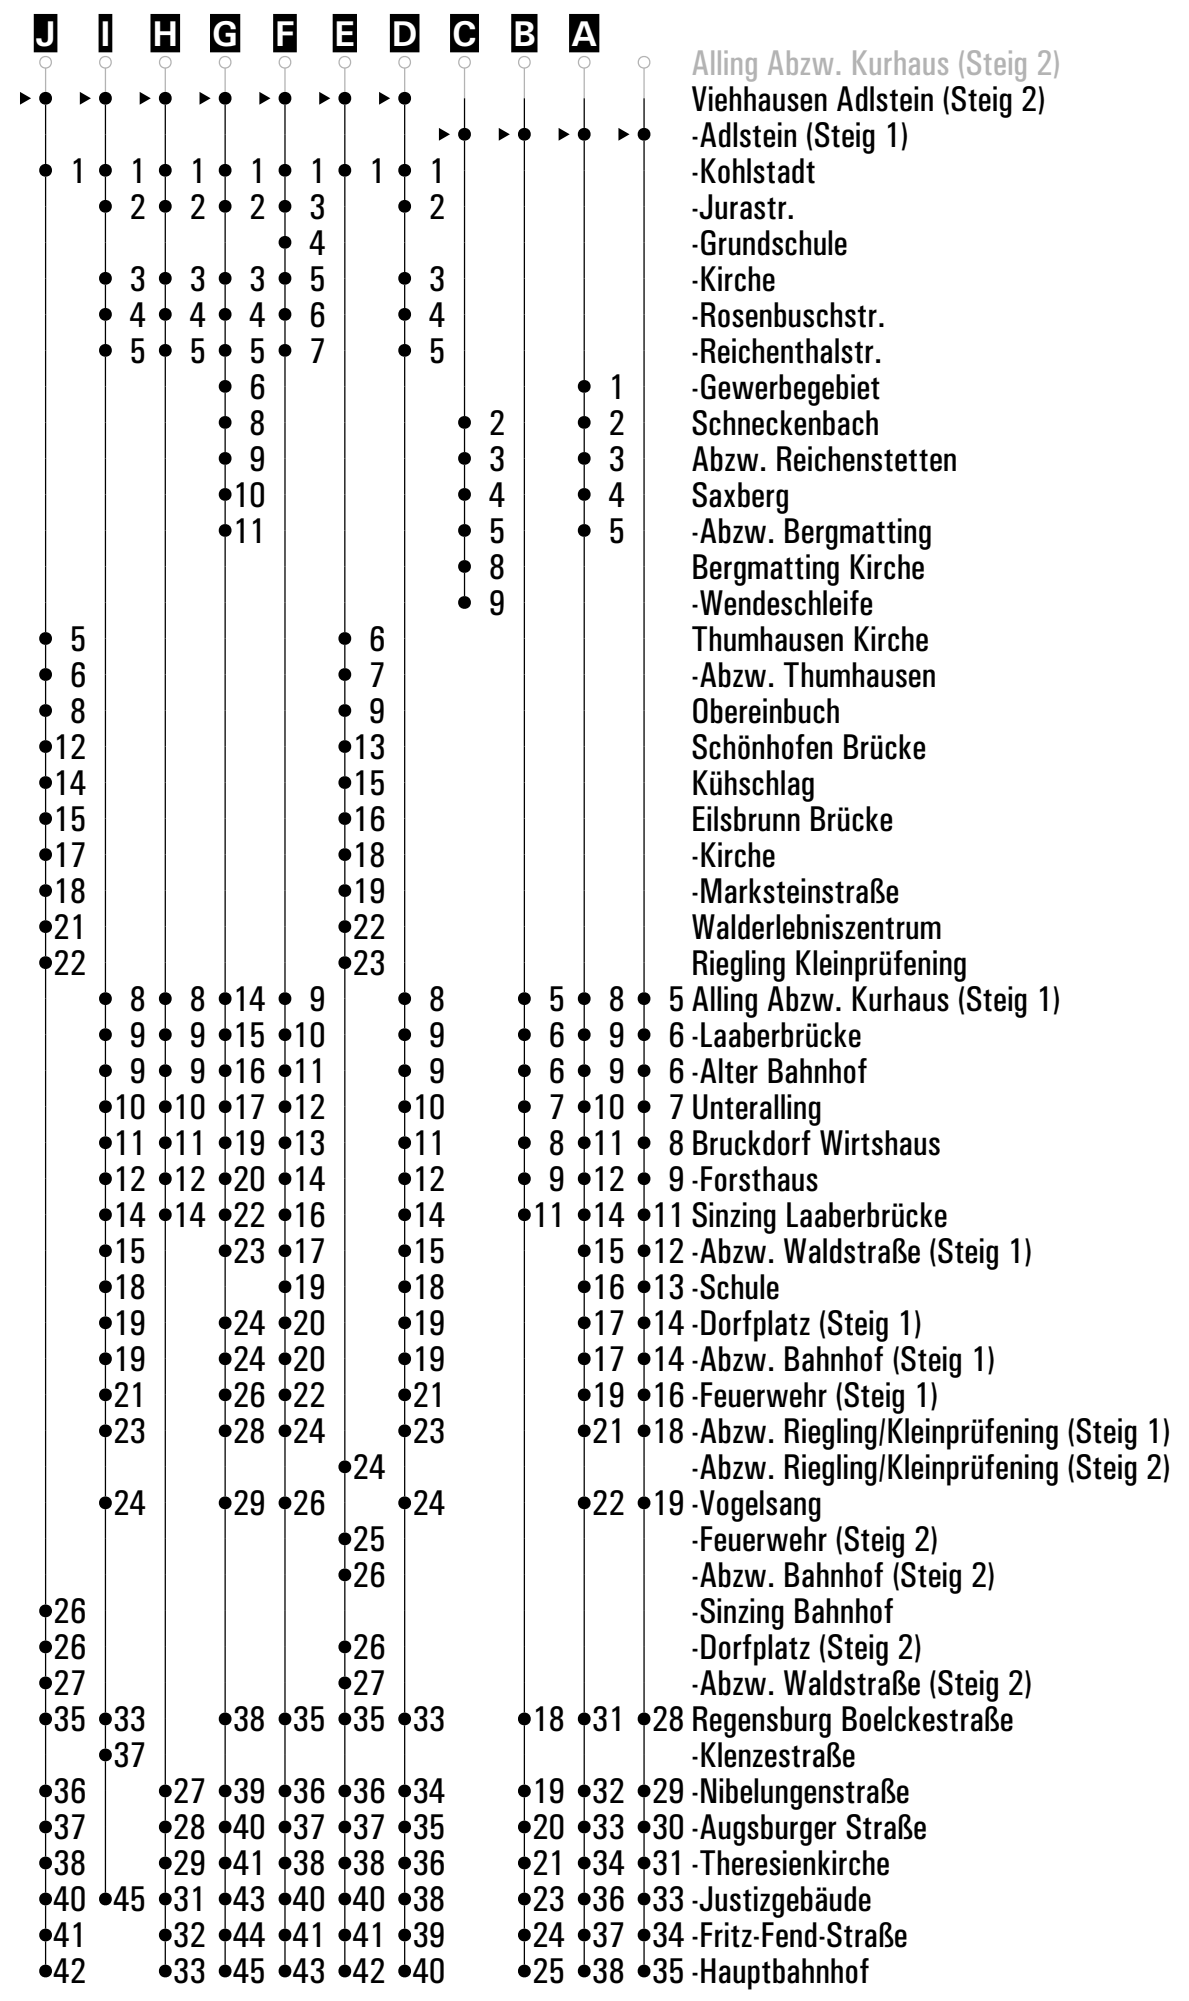 J I H G F E D C B A
Alling Abzw. Kurhaus (Steig 2)
Viehhausen Adlstein (Steig 2)
-Adlstein (Steig 1)
1 1 1 1 1 1 1 -Kohlstadt
2 2 2 3 2 -Jurastr.
4 -Grundschule
3 3 3 5 3 -Kirche
4 4 4 6 4 -Rosenbuschstr.
5 5 5 7 5 -Reichenthalstr.
6 1 -Gewerbegebiet
8 2 2 Schneckenbach
9 3 3 Abzw. Reichenstetten
10 4 4 Saxberg
11 5 5 -Abzw. Bergmatting
8 Bergmatting Kirche
9 -Wendeschleife
5 6 Thumhausen Kirche
6 7 -Abzw. Thumhausen
8 9 Obereinbuch
12 13 Schönhofen Brücke
14 15 Kühschlag
15 16 Eilsbrunn Brücke
17 18 -Kirche
18 19 -Marksteinstraße
21 22 Walderlebniszentrum
22 23 Riegling Kleinprüfening
8 8 14 9 8 5 8 5 Alling Abzw. Kurhaus (Steig 1)
9 9 15 10 9 6 9 6 -Laaberbrücke
9 9 16 11 9 6 9 6 -Alter Bahnhof
10 10 17 12 10 7 10 7 Unteralling
11 11 19 13 11 8 11 8 Bruckdorf Wirtshaus
12 12 20 14 12 9 12 9 -Forsthaus
14 14 22 16 14 11 14 11 Sinzing Laaberbrücke
15 23 17 15 15 12 -Abzw. Waldstraße (Steig 1)
18 19 18 16 13 -Schule
19 24 20 19 17 14 -Dorfplatz (Steig 1)
19 24 20 19 17 14 -Abzw. Bahnhof (Steig 1)
21 26 22 21 19 16 -Feuerwehr (Steig 1)
23 28 24 23 21 18 -Abzw. Riegling/Kleinprüfening (Steig 1)
24 -Abzw. Riegling/Kleinprüfening (Steig 2)
24 29 26 24 22 19 -Vogelsang
25 -Feuerwehr (Steig 2)
26 -Abzw. Bahnhof (Steig 2)
26 -Sinzing Bahnhof
26 26 -Dorfplatz (Steig 2)
27 27 -Abzw. Waldstraße (Steig 2)
35 33 38 35 35 33 18 31 28 Regensburg Boelckestraße
37 -Klenzestraße
36 27 39 36 36 34 19 32 29 -Nibelungenstraße
37 28 40 37 37 35 20 33 30 -Augsburger Straße
38 29 41 38 38 36 21 34 31 -Theresienkirche
40 45 31 43 40 40 38 23 36 33 -Justizgebäude
41 32 44 41 41 39 24 37 34 -Fritz-Fend-Straße
42 33 45 43 42 40 25 38 35 -Hauptbahnhof